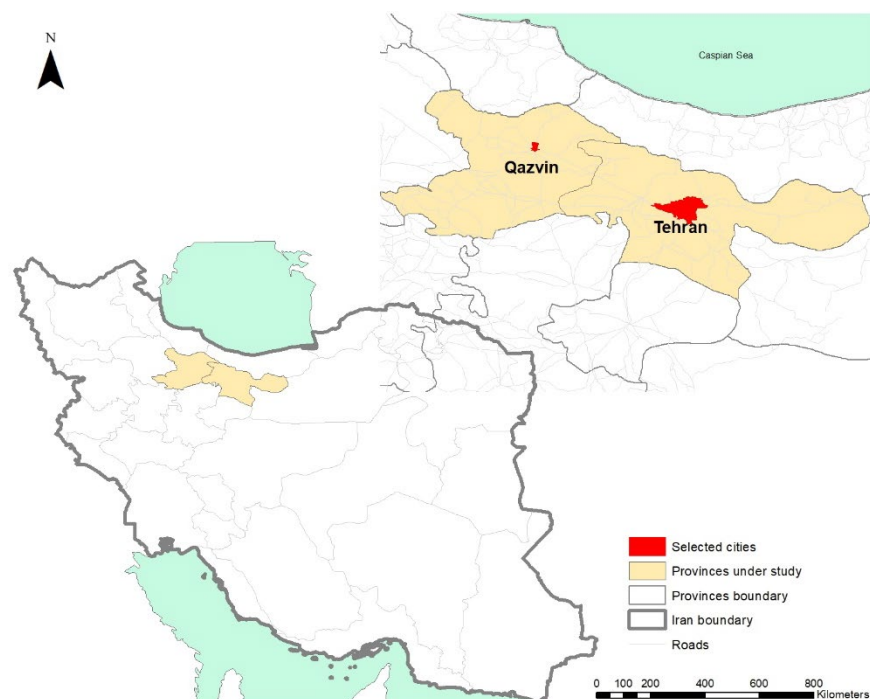 N
Caspian Sea
Qazvin
Tehran
Selected cities
Provinces under study
Provinces boundary
Iran boundary
Roads
0 100 200 400 600 800
Kilometers